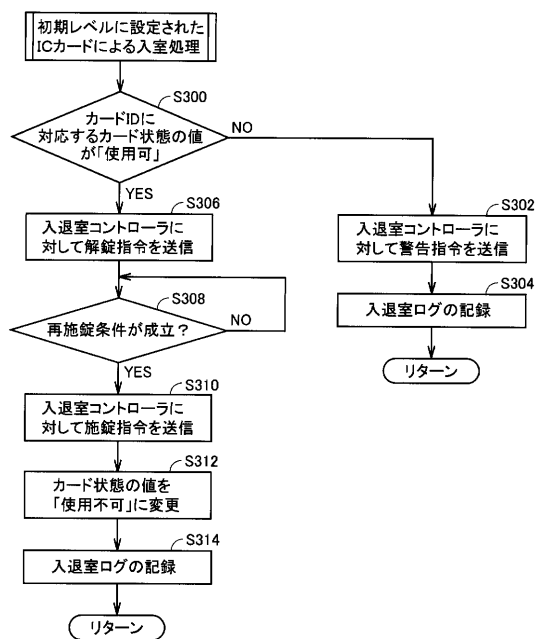 初期レベルに設定された
ICカードによる入室処理
S300
カードIDに
対応するカード状態の値
が「使用可」
NO
YES
S306
入退室コントローラに
対して解錠指令を送信
S302
入退室コントローラに
対して警告指令を送信
S304
入退室ログの記録
リターン
S308
再施錠条件が成立？
NO
YES
S310
入退室コントローラに
対して施錠指令を送信
S312
カード状態の値を
「使用不可」に変更
S314
入退室ログの記録
リターン